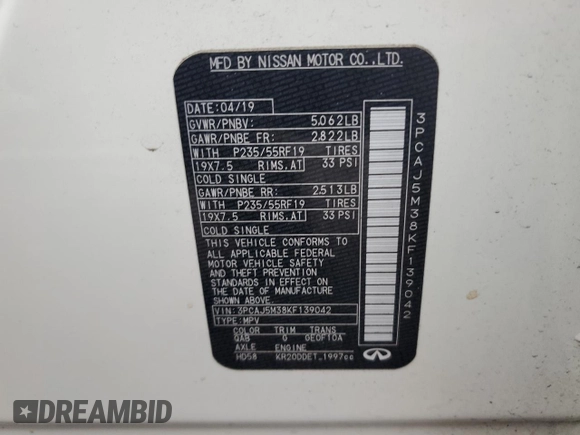 MFD BY NISSAN MOTOR CO.,LTD.
DATE:04/19
GVWR/PNBV: 5,062LB
GAWR/PNBE FR: 2,822LB
WITH P235/55RF19 TIRES
19X7.5 RIMS.AT 33 PSI
COLD SINGLE
GAWR/PNBE RR: 2,513LB
WITH P235/55RF19 TIRES
19X7.5 RIMS.AT 33 PSI
COLD SINGLE
THIS VEHICLE CONFORMS TO
ALL APPLICABLE FEDERAL
MOTOR VEHICLE SAFETY
AND THEFT PREVENTION
STANDARDS IN EFFECT ON
THE DATE OF MANUFACTURE
SHOWN ABOVE.
VIN:3PCAJ5M38KF139042
TYPE:MPV
COLOR TRIM TRANS
QAB G GEOF10A
AXLE ENGINE
HD58 KR20DDET 1997cc
3PCAJ5M38KF139042
INFINITI
DREAMBID